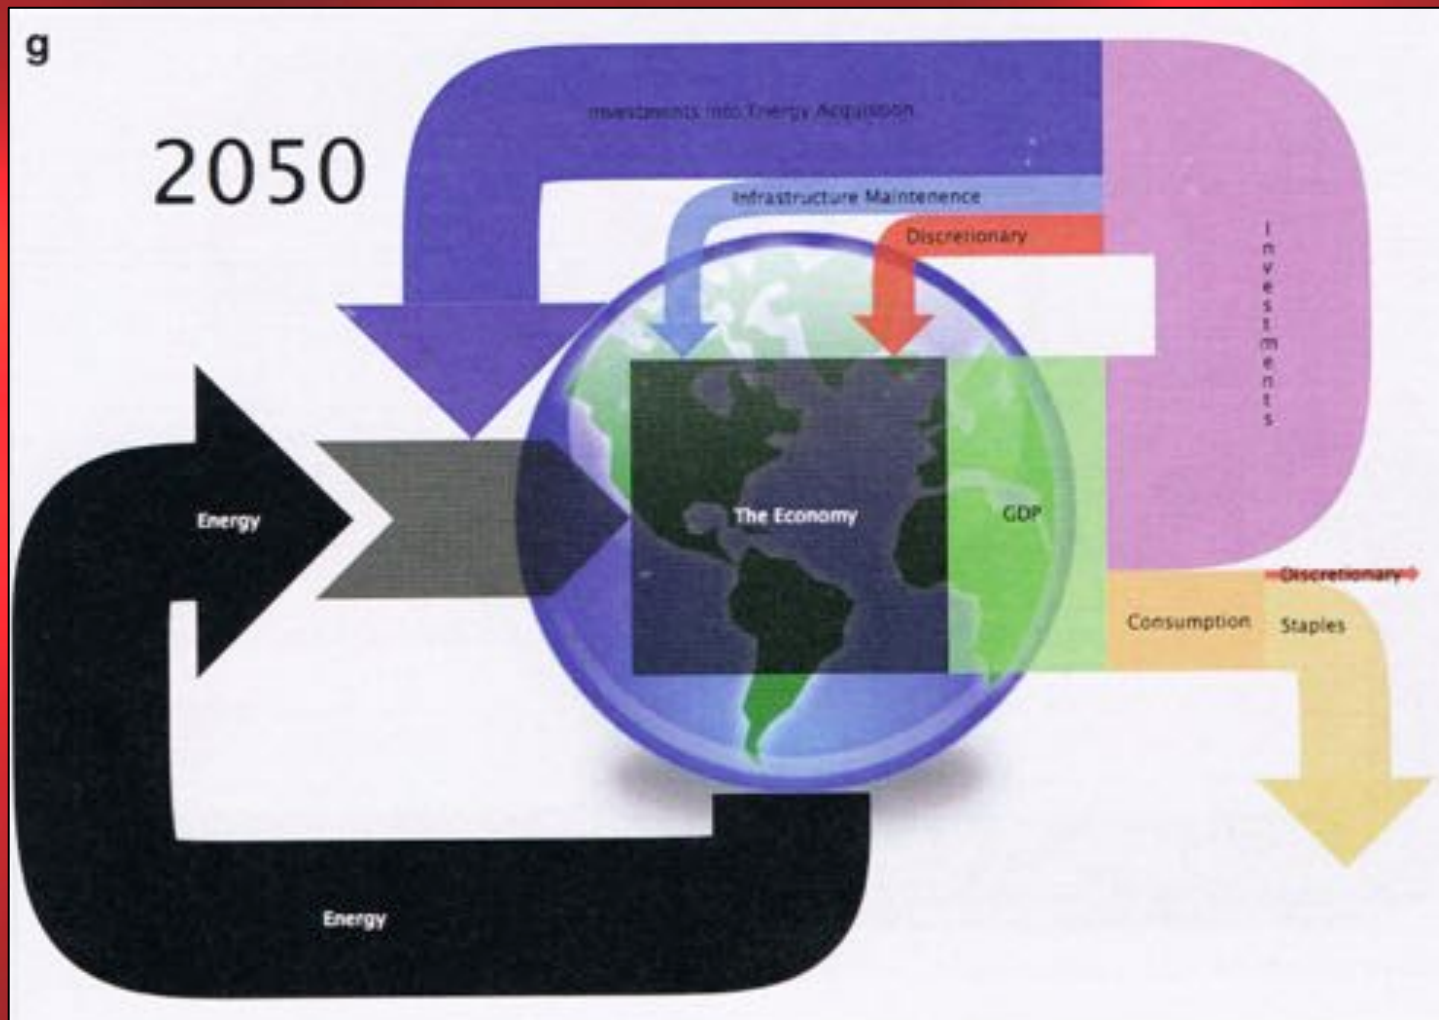 g
2050
Investments into Energy Acquisition
Infrastructure Maintenence
Discretionary
Investments
Energy
The Economy
GDP
Discretionary
Consumption
Staples
Energy